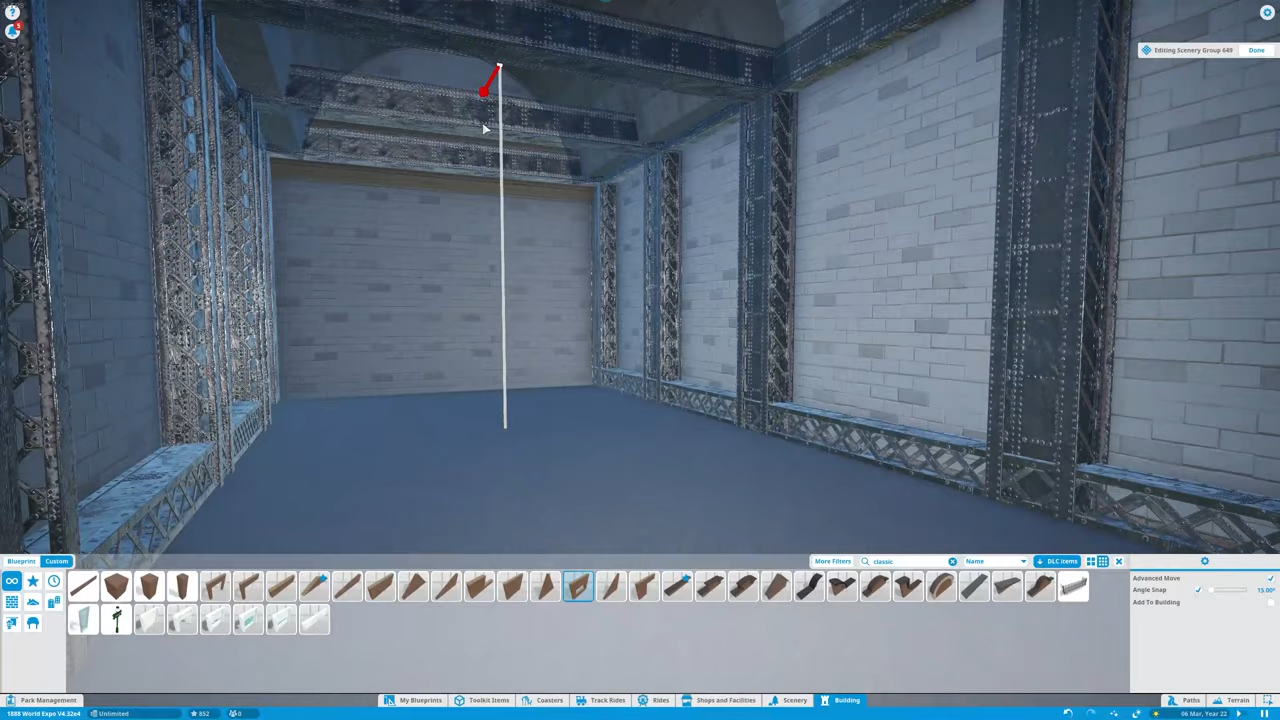 ?
5
Editing Scenery Group 649 Done
Blueprint Custom More Filters classic Name DLC items
Advanced Move
Angle Snap 15.00°
Add To Building
Park Management My Blueprints Toolkit Items Coasters Track Rides Rides Shops and Facilities Scenery Building Paths Terrain
1888 World Expo V4.32e4 Unlimited 852 0 06 Mar, Year 22